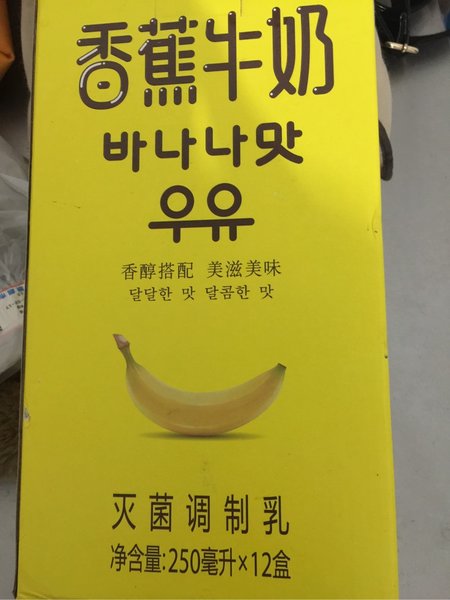 香蕉牛奶
바나나맛
우유
香醇搭配 美滋美味
달달한 맛 달콤한 맛
灭菌调制乳
净含量:250毫升×12盒